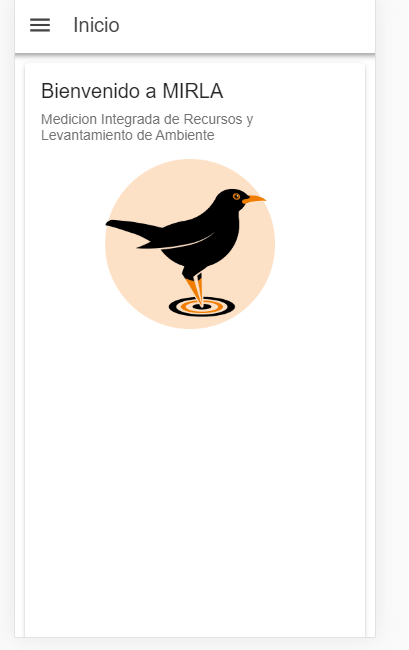 Inicio
Bienvenido a MIRLA
Medicion Integrada de Recursos y
Levantamiento de Ambiente